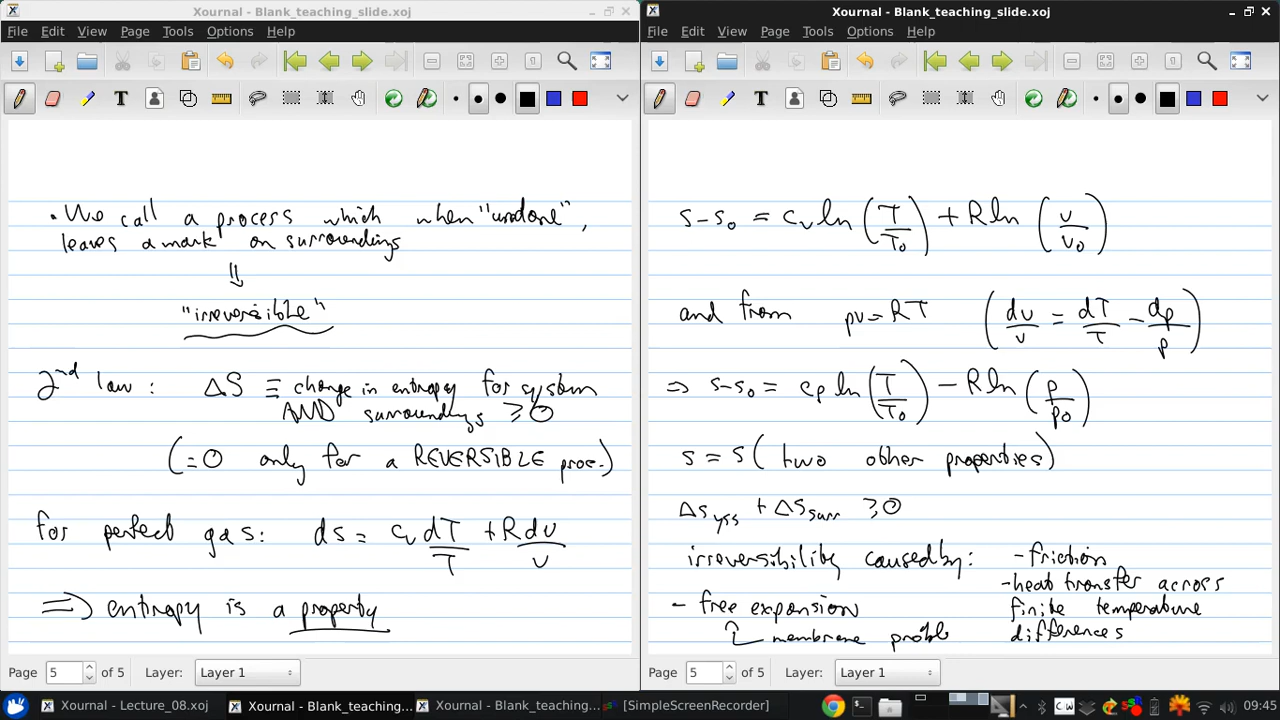 Xournal - Blank_teaching_slide.xoj
File Edit View Page Tools Options Help
• We call a process which when "undone",
leaves a mark on surroundings
⇓
"irreversible"
2nd law : ΔS ≡ change in entropy for system
AND surroundings ≥ 0
(= 0 only for a REVERSIBLE proc.)
for perfect gas: ds = cv dT/T + R dv/v
⇒ entropy is a property
Page 5 of 5 Layer: Layer 1
Xournal - Blank_teaching_slide.xoj
File Edit View Page Tools Options Help
s-s0 = cv ln (T/T0) + R ln (v/v0)
and from pv = RT (dv/v = dT/T - dp/p)
⇒ s-s0 = cp ln (T/T0) - R ln (p/p0)
s = s ( two other properties)
Δsyss + Δssurr ≥ 0
irreversibility caused by: - friction
- heat transfer across
finite temperature
differences
- free expansion
membrane
Page 5 of 5 Layer: Layer 1
Xournal - Lecture_08.xoj Xournal - Blank_teaching... Xournal - Blank_teaching... [SimpleScreenRecorder] 09:45